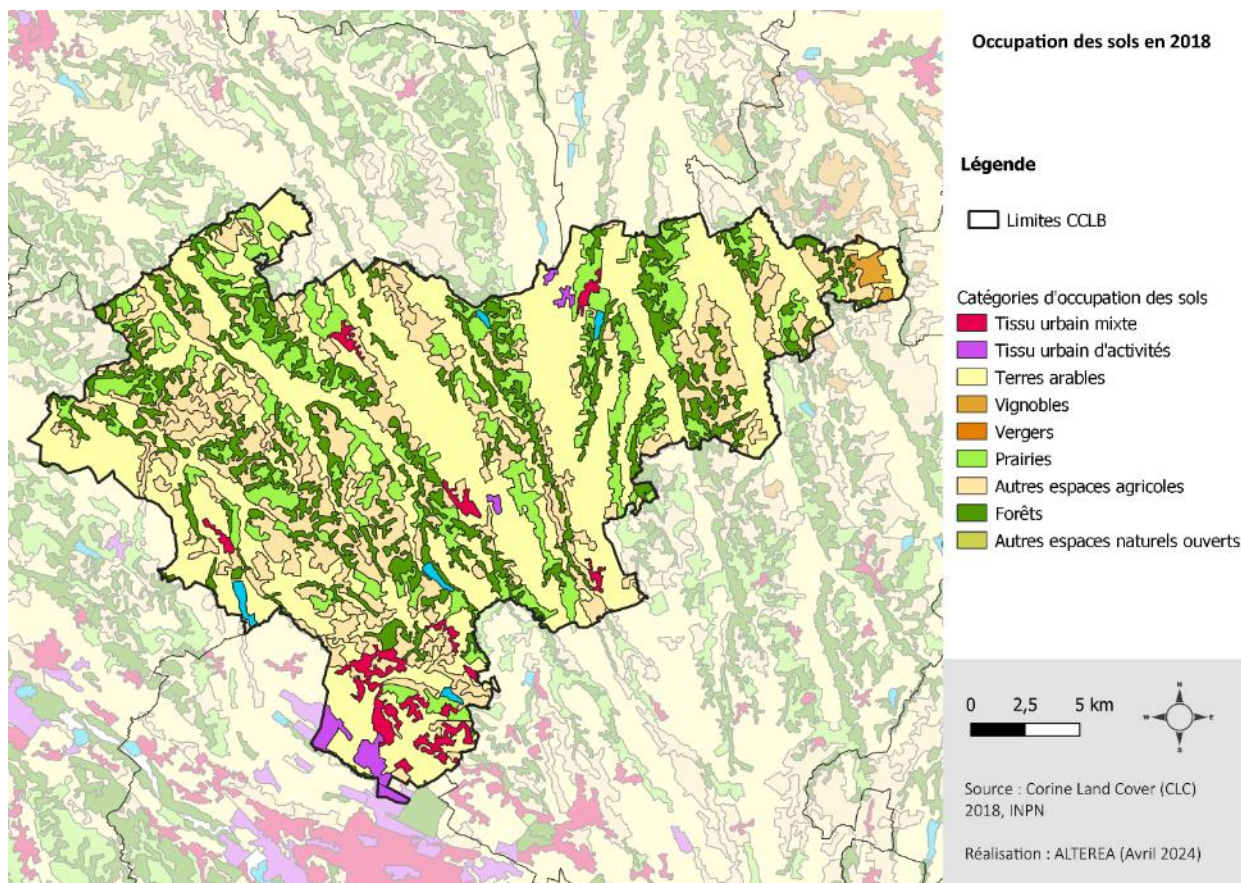 Occupation des sols en 2018
Légende
Limites CCLB
Catégories d'occupation des sols
Tissu urbain mixte
Tissu urbain d'activités
Terres arables
Vignobles
Vergers
Prairies
Autres espaces agricoles
Forêts
Autres espaces naturels ouverts
0 2,5 5 km
N
W E
S
Source : Corine Land Cover (CLC)
2018, INPN
Réalisation : ALTEREA (Avril 2024)